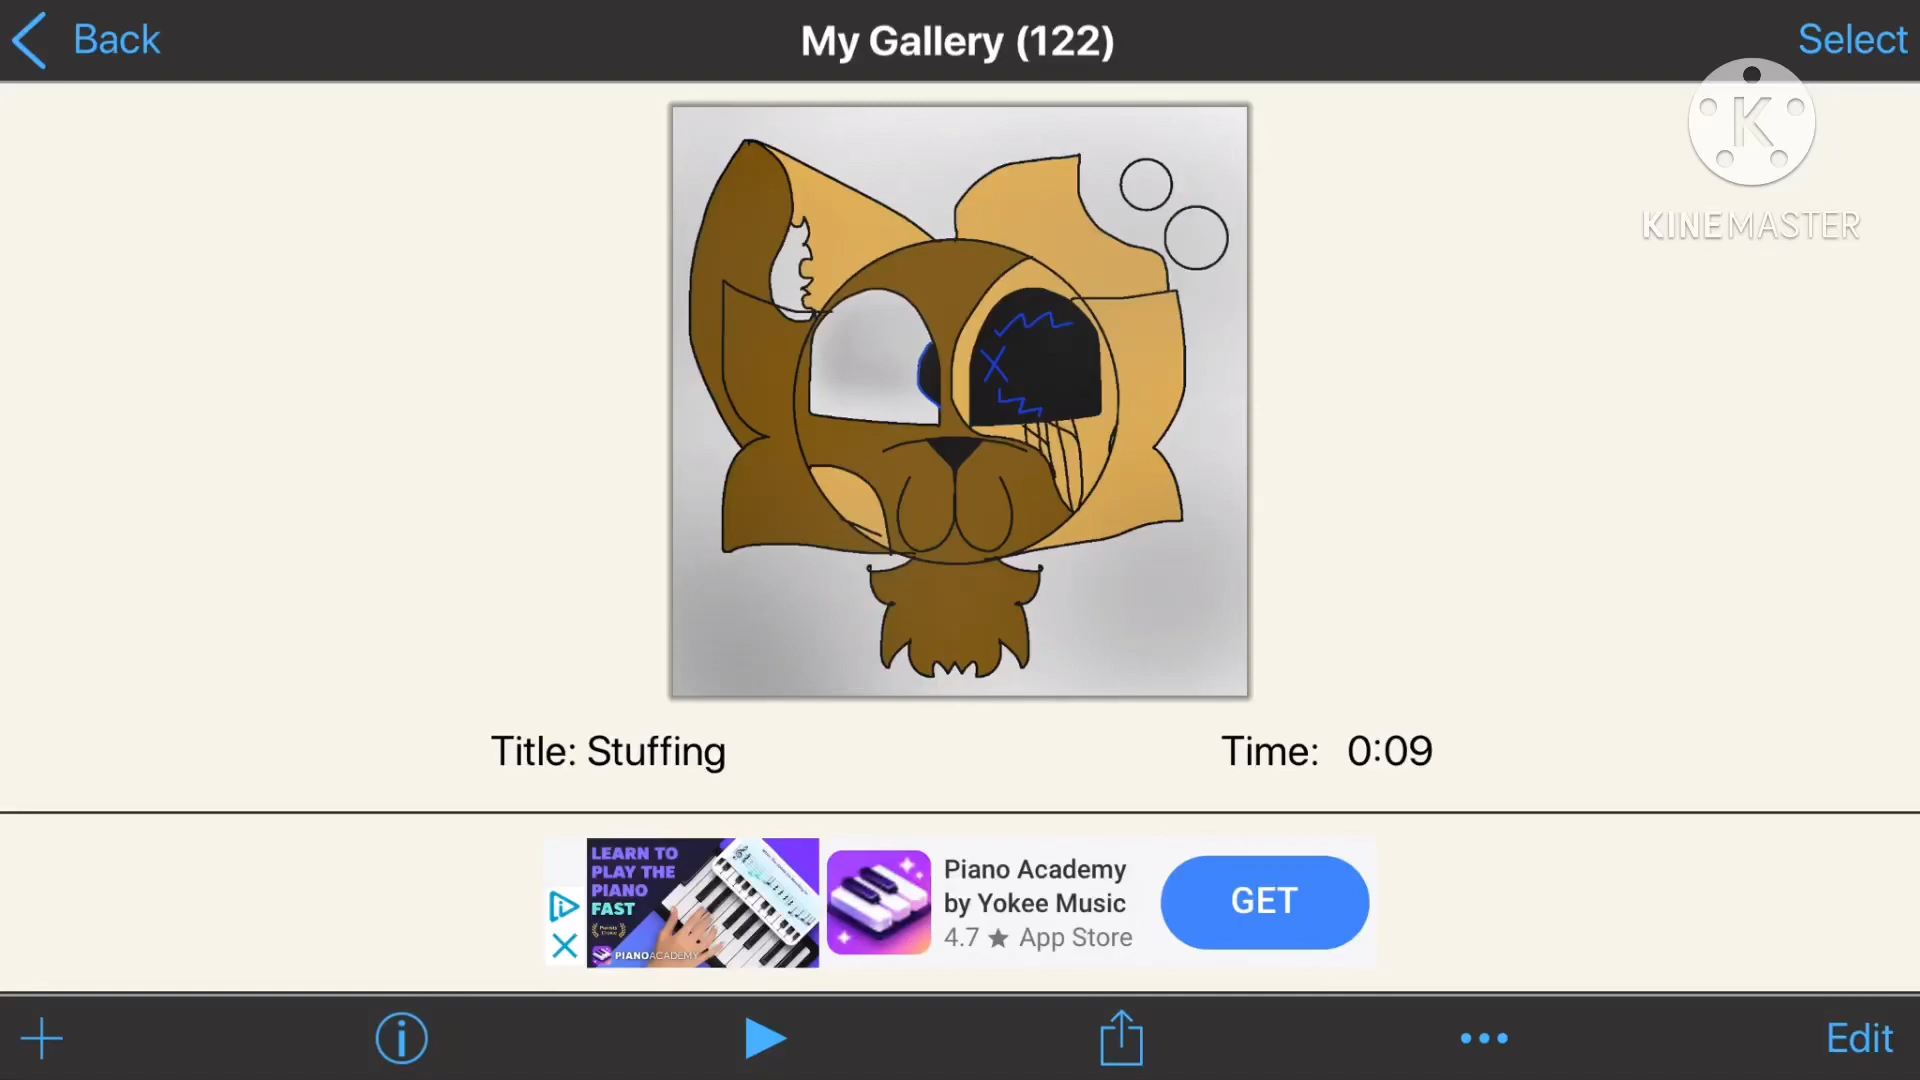 Back
My Gallery (122)
Select
K
KINEMASTER
Title: Stuffing
Time: 0:09
LEARN TO
PLAY THE
PIANO
FAST
PIANOACADEMY
Piano Academy
by Yokee Music
4.7 ★ App Store
GET
Edit